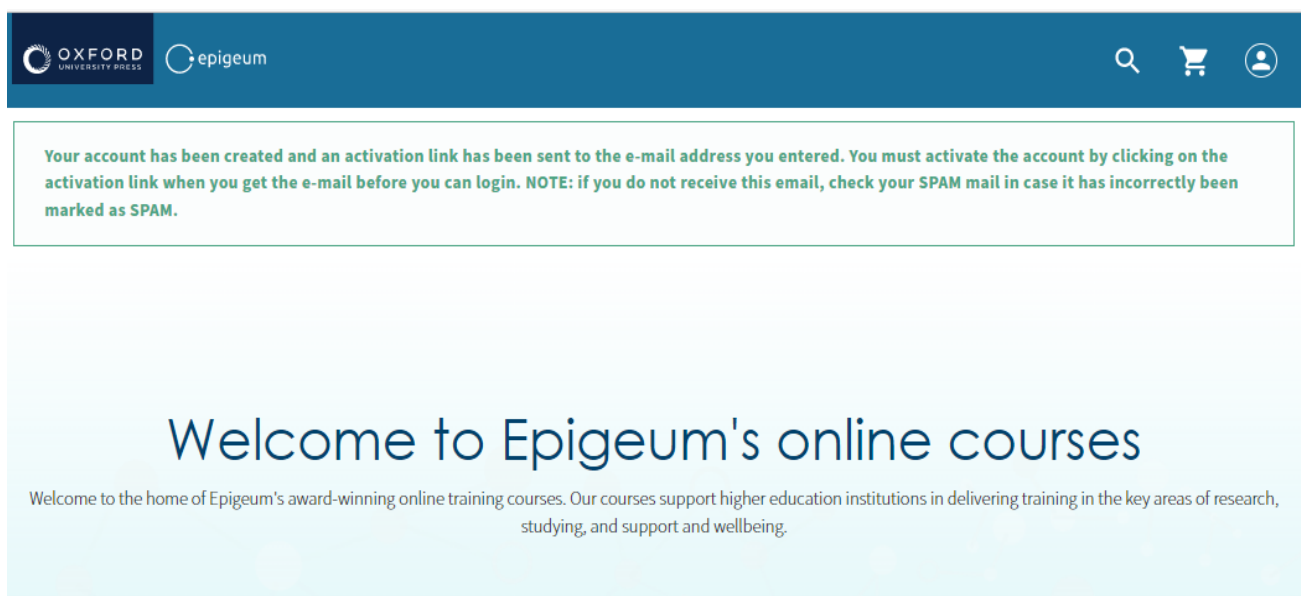 OXFORD
UNIVERSITY PRESS
epigeum
Your account has been created and an activation link has been sent to the e-mail address you entered. You must activate the account by clicking on the
activation link when you get the e-mail before you can login. NOTE: if you do not receive this email, check your SPAM mail in case it has incorrectly been
marked as SPAM.
Welcome to Epigeum's online courses
Welcome to the home of Epigeum's award-winning online training courses. Our courses support higher education institutions in delivering training in the key areas of research,
studying, and support and wellbeing.